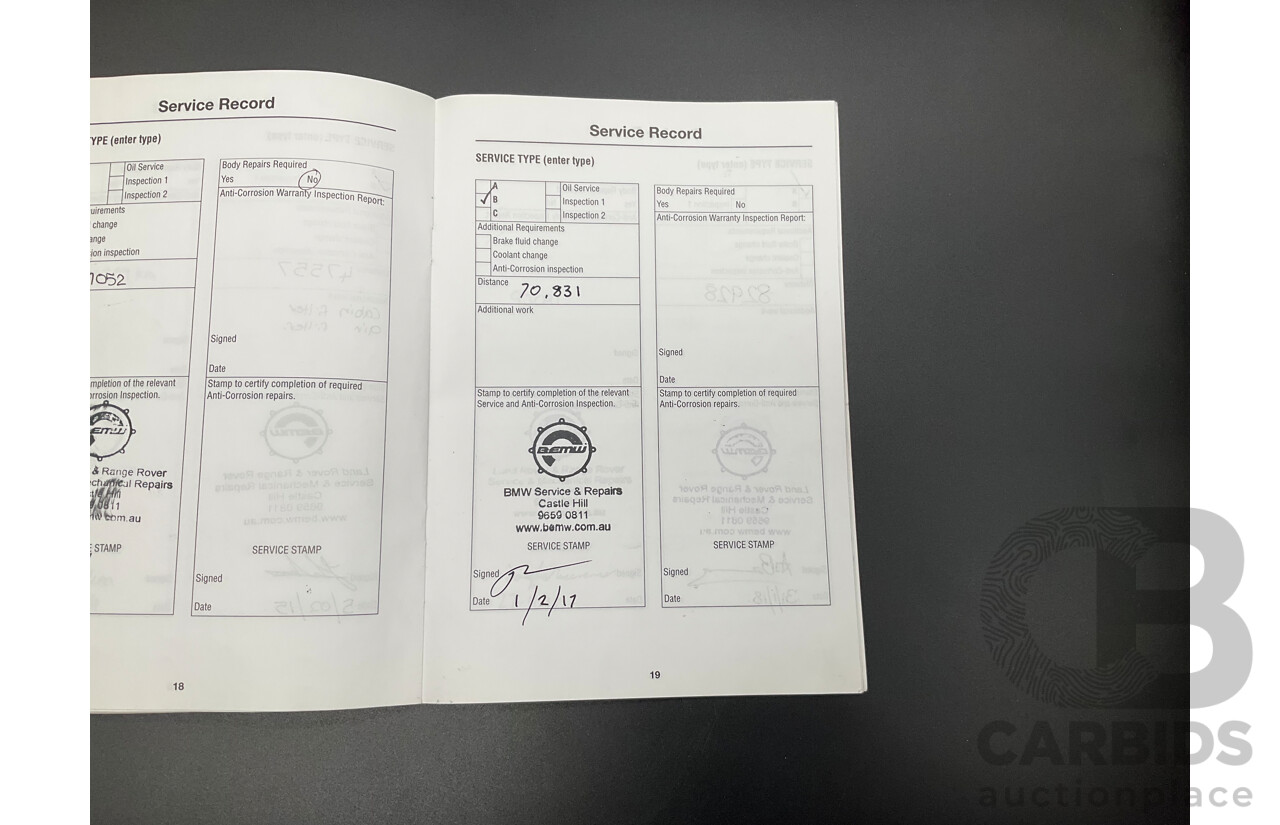 Service Record
YPE (enter type)
Oil Service
Inspection 1
Inspection 2
uirements
change
ange
ion inspection
7052
mpletion of the relevant
orrosion Inspection.
& Range Rover
chanical Repairs
0811
com.au
STAMP
Body Repairs Required
Yes No
Anti-Corrosion Warranty Inspection Report:
Signed
Date
Stamp to certify completion of required
Anti-Corrosion repairs.
SERVICE STAMP
Signed
Date
18
Service Record
SERVICE TYPE (enter type)
A Oil Service
B Inspection 1
C Inspection 2
Additional Requirements
Brake fluid change
Coolant change
Anti-Corrosion inspection
Distance 70,831
Additional work
Stamp to certify completion of the relevant
Service and Anti-Corrosion Inspection.
BEMW
BMW Service & Repairs
Castle Hill
9659 0811
www.bemw.com.au
SERVICE STAMP
Signed
Date 1/2/17
Body Repairs Required
Yes No
Anti-Corrosion Warranty Inspection Report:
Signed
Date
Stamp to certify completion of required
Anti-Corrosion repairs.
SERVICE STAMP
Signed
Date
19
CB
CARBIDS
auctionplace